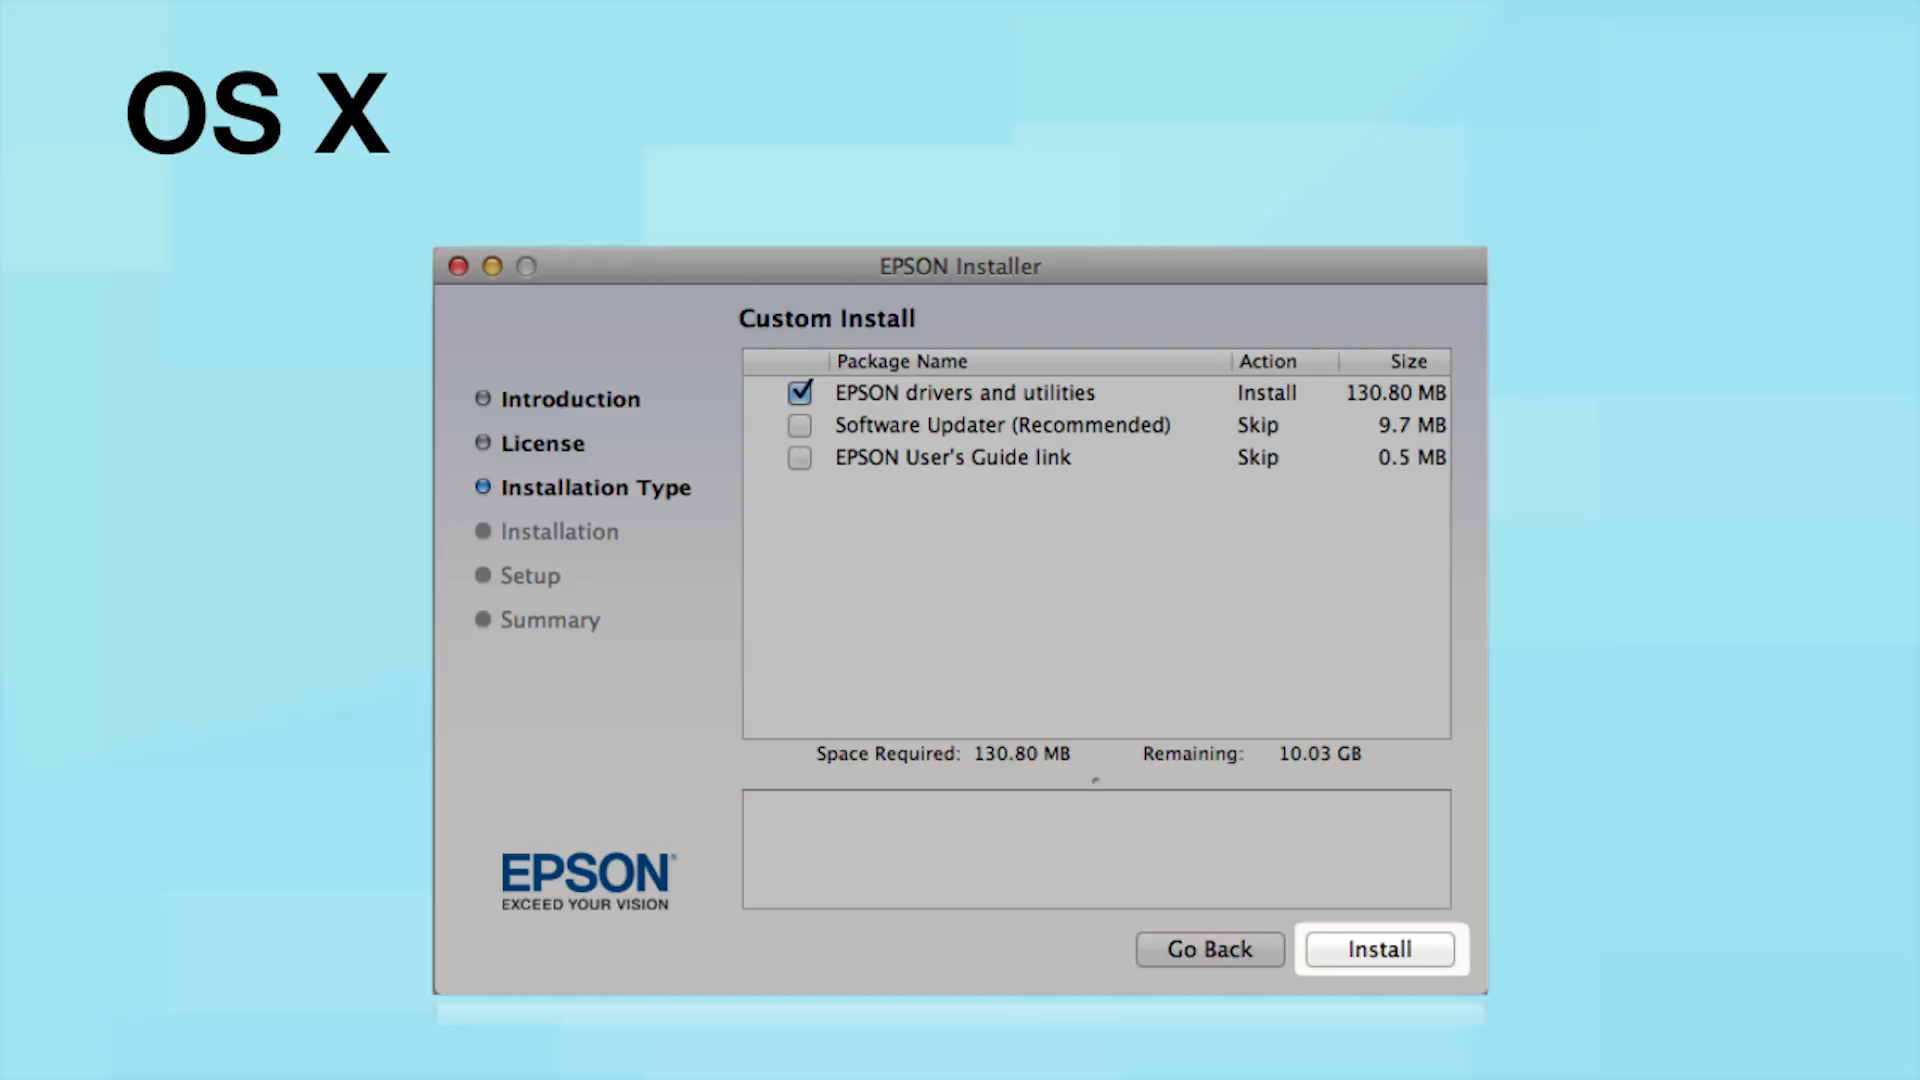 OS X
EPSON Installer
Custom Install
Package Name Action Size
EPSON drivers and utilities Install 130.80 MB
Software Updater (Recommended) Skip 9.7 MB
EPSON User's Guide link Skip 0.5 MB
Introduction
License
Installation Type
Installation
Setup
Summary
Space Required: 130.80 MB Remaining: 10.03 GB
EPSON
EXCEED YOUR VISION
Go Back Install